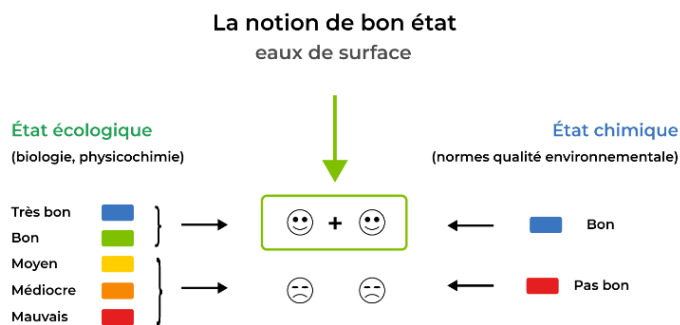 La notion de bon état
eaux de surface
État écologique
(biologie, physicochimie)
État chimique
(normes qualité environnementale)
Très bon
Bon
Moyen
Médiocre
Mauvais
+
Bon
Pas bon